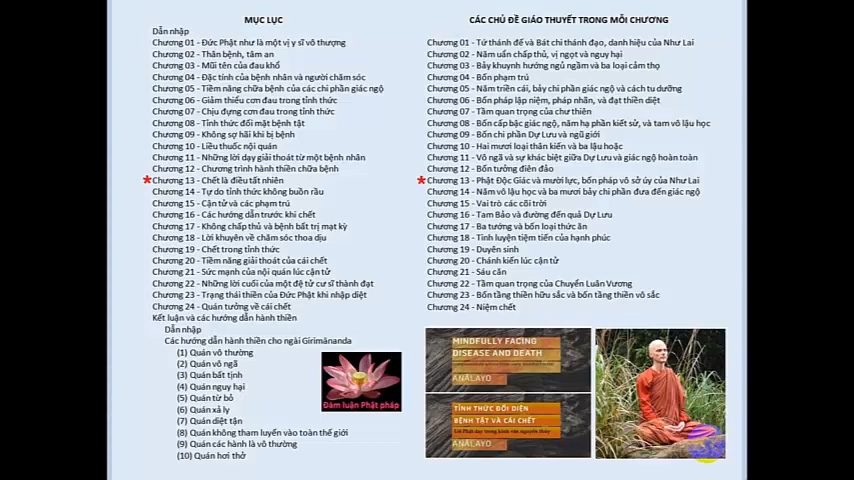 MỤC LỤC
Dẫn nhập
Chương 01 - Đức Phật như là một vị y sĩ vô thượng
Chương 02 - Thân bệnh, tâm an
Chương 03 - Mũi tên của đau khổ
Chương 04 - Đặc tính của bệnh nhân và người chăm sóc
Chương 05 - Tiềm năng chữa bệnh của các chi phần giác ngộ
Chương 06 - Giảm thiểu cơn đau trong tỉnh thức
Chương 07 - Chịu đựng cơn đau trong tỉnh thức
Chương 08 - Tỉnh thức đối mặt bệnh tật
Chương 09 - Không sợ hãi khi bị bệnh
Chương 10 - Liều thuốc nội quán
Chương 11 - Những lời dạy giải thoát từ một bệnh nhân
Chương 12 - Chương trình hành thiền chữa bệnh
* Chương 13 - Chết là điều tất nhiên
Chương 14 - Tự do tỉnh thức không buồn rầu
Chương 15 - Cận tử và các phạm trú
Chương 16 - Các hướng dẫn trước khi chết
Chương 17 - Không chấp thủ và bệnh bất trị mạt kỳ
Chương 18 - Lời khuyên về chăm sóc thoa dịu
Chương 19 - Chết trong tỉnh thức
Chương 20 - Tiềm năng giải thoát của cái chết
Chương 21 - Sức mạnh của nội quán lúc cận tử
Chương 22 - Những lời cuối của một đệ tử cư sĩ thành đạt
Chương 23 - Trạng thái thiền của Đức Phật khi nhập diệt
Chương 24 - Quán tưởng về cái chết
Kết luận và các hướng dẫn hành thiền
Dẫn nhập
Các hướng dẫn hành thiền cho ngài Girimānanda
(1) Quán vô thường
(2) Quán vô ngã
(3) Quán bất tịnh
(4) Quán nguy hại
(5) Quán từ bỏ
(6) Quán xả ly
(7) Quán diệt tận
(8) Quán không tham luyến vào toàn thế giới
(9) Quán các hành là vô thường
(10) Quán hơi thở
Đàm luận Phật pháp
CÁC CHỦ ĐỀ GIÁO THUYẾT TRONG MỖI CHƯƠNG
Chương 01 - Tứ thánh đế và Bát chi thánh đạo, danh hiệu của Như Lai
Chương 02 - Năm uẩn chấp thủ, vị ngọt và nguy hại
Chương 03 - Bảy khuynh hướng ngủ ngầm và ba loại cảm thọ
Chương 04 - Bốn phạm trú
Chương 05 - Năm triền cái, bảy chi phần giác ngộ và cách tu dưỡng
Chương 06 - Bốn pháp lập niệm, pháp nhãn, và đạt thiền diệt
Chương 07 - Tầm quan trọng của chư thiên
Chương 08 - Bốn cấp bậc giác ngộ, năm hạ phần kiết sử, và tam vô lậu học
Chương 09 - Bốn chi phần Dự Lưu và ngũ giới
Chương 10 - Hai mươi loại thân kiến và ba lậu hoặc
Chương 11 - Vô ngã và sự khác biệt giữa Dự Lưu và giác ngộ hoàn toàn
Chương 12 - Bốn tưởng điên đảo
* Chương 13 - Phật Độc Giác và mười lực, bốn pháp vô sở úy của Như Lai
Chương 14 - Năm vô lậu học và ba mươi bảy chi phần đưa đến giác ngộ
Chương 15 - Vai trò các cõi trời
Chương 16 - Tam Bảo và đường đến quả Dự Lưu
Chương 17 - Ba tướng và bốn loại thức ăn
Chương 18 - Tinh luyện tiệm tiến của hạnh phúc
Chương 19 - Duyên sinh
Chương 20 - Chánh kiến lúc cận tử
Chương 21 - Sáu căn
Chương 22 - Tầm quan trọng của Chuyển Luân Vương
Chương 23 - Bốn tầng thiền hữu sắc và bốn tầng thiền vô sắc
Chương 24 - Niệm chết
MINDFULLY FACING
DISEASE AND DEATH
ANĀLAYO
TỈNH THỨC ĐỐI DIỆN
BỆNH TẬT VÀ CÁI CHẾT
Lời Phật dạy trong kinh văn nguyên thủy
ANĀLAYO